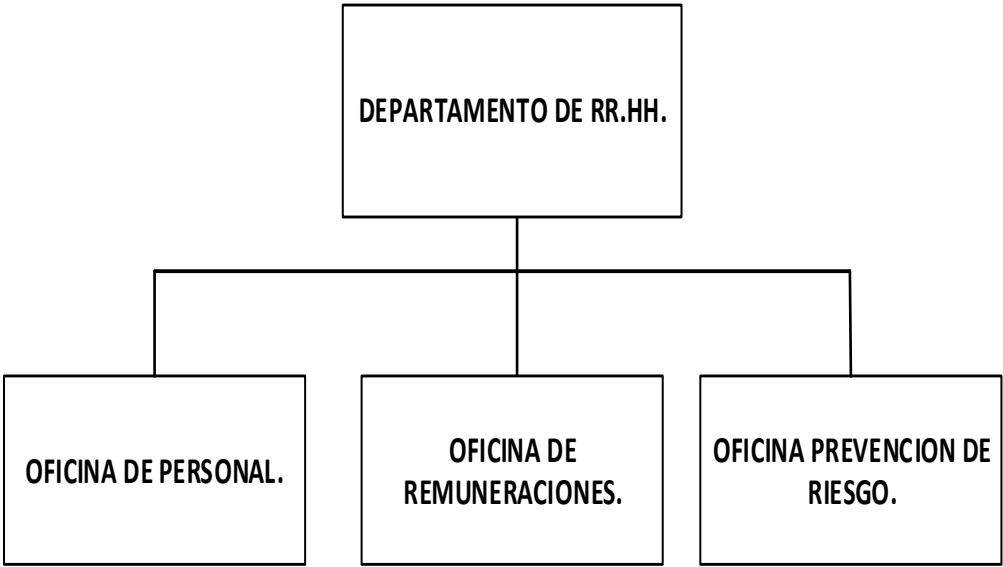 DEPARTAMENTO DE RR.HH.
OFICINA DE PERSONAL.
OFICINA DE
REMUNERACIONES.
OFICINA PREVENCION DE
RIESGO.